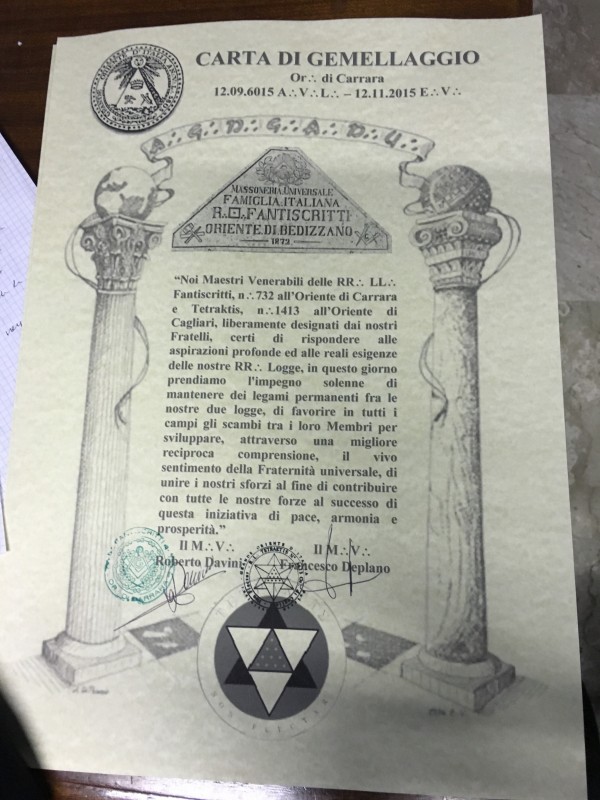 CARTA DI GEMELLAGGIO
Or∴ di Carrara
12.09.6015 A∴V∴L∴ – 12.11.2015 E∴V∴
A∴G∴D∴G∴A∴D∴U∴
MASSONERIA UNIVERSALE
FAMIGLIA ITALIANA
R.□.FANTISCRITTI
ORIENTE DI BEDIZZANO
1872
“Noi Maestri Venerabili delle RR∴ LL∴
Fantiscritti, n∴732 all’Oriente di Carrara
e Tetraktis, n∴1413 all’Oriente di
Cagliari, liberamente designati dai nostri
Fratelli, certi di rispondere alle
aspirazioni profonde ed alle reali esigenze
delle nostre RR∴ Logge, in questo giorno
prendiamo l'impegno solenne di
mantenere dei legami permanenti fra le
nostre due logge, di favorire in tutti i
campi gli scambi tra i loro Membri per
sviluppare, attraverso una migliore
reciproca comprensione, il vivo
sentimento della Fraternità universale, di
unire i nostri sforzi al fine di contribuire
con tutte le nostre forze al successo di
questa iniziativa di pace, armonia e
prosperità.”
Il M∴V∴ Il M∴V∴
Roberto Davini Francesco Deplano
TETRAKTIS